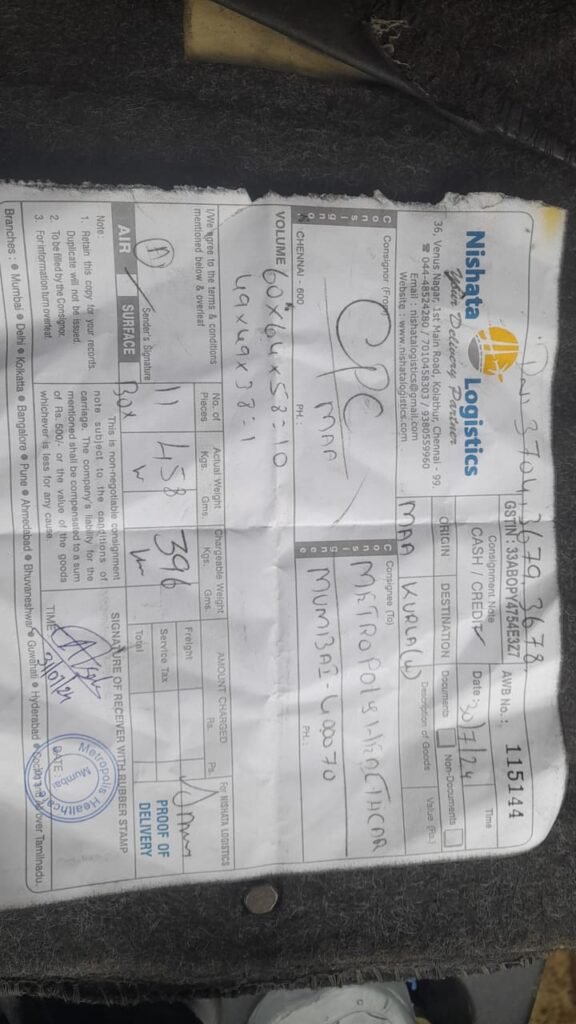 3704, 3679, 3678
Nishata Logistics
Your Delivery Partner
36, Venus Nagar, 1st Main Road, Kolathur, Chennai - 99.
☎ 044-48524280 / 7010458303 / 9380559960
Email : nishatalogistics@gmail.com
Website : www.nishatalogistics.com
GSTIN : 33ABOPY4754E3Z7
AWB No.: 115144
Consignment Note
CASH / CREDIT
Date 30/7/24
Time
ORIGIN
DESTINATION
Documents
Non-Documents
Description of Goods
Value (Rs.)
MAA
KURLA (W)
Consignor
Consignor (From)
CPC
MAA
CHENNAI - 600
PH :
Consignee
Consignee (To)
METROPOLIS HEALTHCAR
MUMBAI - 400070
PH :
VOLUME 60x64x58=10
49x49x38=1
I/We agree to the terms & conditions
mentioned below & overleaf
Sender's Signature
No. of
Pieces
Actual Weight
Kgs. Gms.
Chargeable Weight
Kgs. Gms.
AMOUNT CHARGED
Rs. Ps.
For NISHATA LOGISTICS
11
Box
458
396
Freight
Service Tax
Total
PROOF OF
DELIVERY
AIR
SURFACE
Note :
1. Retain this copy for your records.
Duplicate will not be issued.
2. To be filled by the Consignor.
3. For information turn overleaf.
This is non-negotiable consignment
note subject to the conditions of
carriage. The company's liability for the
mentioned shall be compensated to a sum
of Rs. 500/- or the value of the goods
whichever is less for any cause.
SIGNATURE OF RECEIVER WITH RUBBER STAMP
TIME
31/07/24
DATE
Metropolis Healthcare
Mumbai
Branches : ● Mumbai ● Delhi ● Kolkatta ● Bangalore ● Pune ● Ahmedabad ● Bhuvaneshwar ● Guwahati ● Hyderabad ● Cochin & all over Tamilnadu.